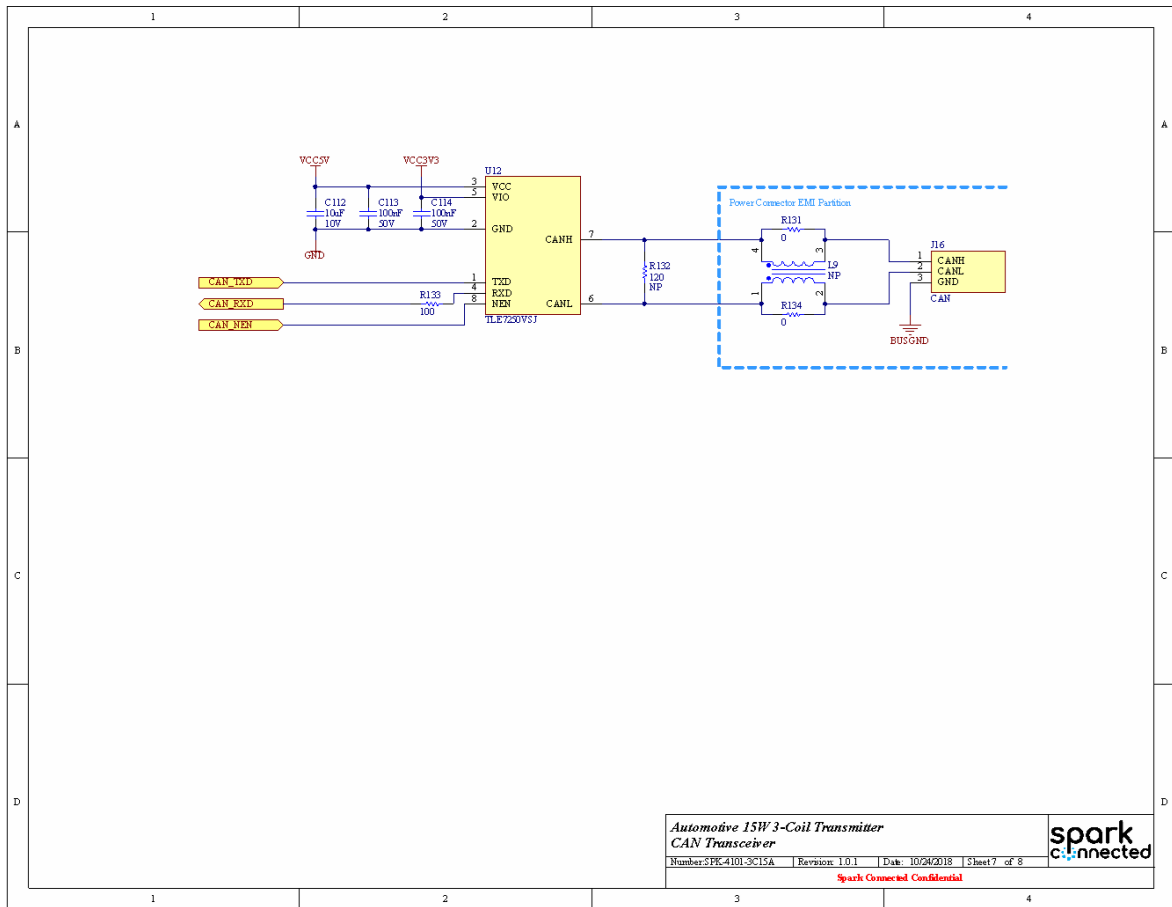 1 2 3 4
A A
VCC5V VCC3V3
U12
3 VCC
5 VIO
C112 10uF 10V
C113 100nF 50V
C114 100nF 50V
2 GND
GND
CANH 7
CAN_TXD
1 TXD
CAN_RXD
R133 100
4 RXD
CAN_NEN
8 NEN
CANL 6
TLE7250VSJ
R132 120 NP
Power Connector EMI Partition
R131
0
4 3
L9
NP
1 2
R134
0
J16
1 CANH
2 CANL
3 GND
CAN
BUSGND
B B
C C
D D
Automotive 15W 3-Coil Transmitter
CAN Transceiver
Number:SPK-4101-3C15A Revision: 1.0.1 Date: 10/24/2018 Sheet 7 of 8
Spark Connected Confidential
spark
connected
1 2 3 4